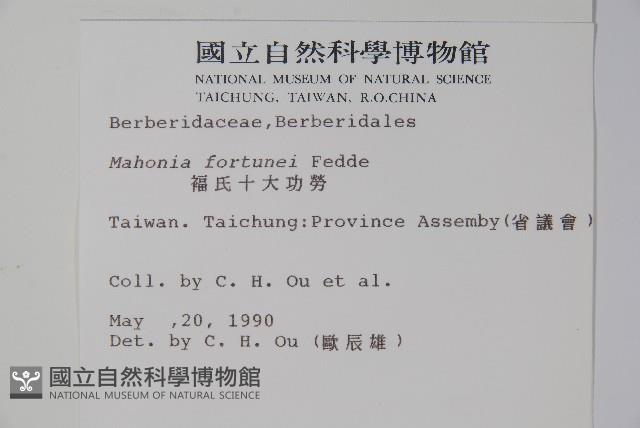 國立自然科學博物館
NATIONAL MUSEUM OF NATURAL SCIENCE
TAICHUNG, TAIWAN, R.O.CHINA
Berberidaceae,Berberidales
Mahonia fortunei Fedde
福氏十大功勞
Taiwan. Taichung:Province Assemby(省議會)
Coll. by C. H. Ou et al.
May ,20, 1990
Det. by C. H. Ou (歐辰雄)
國立自然科學博物館
NATIONAL MUSEUM OF NATURAL SCIENCE